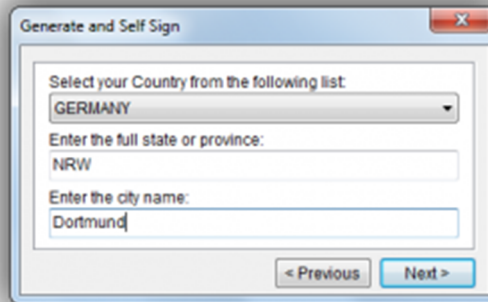 Generate and Self Sign
Select your Country from the following list:
GERMANY
Enter the full state or province:
NRW
Enter the city name:
Dortmund
< Previous Next >